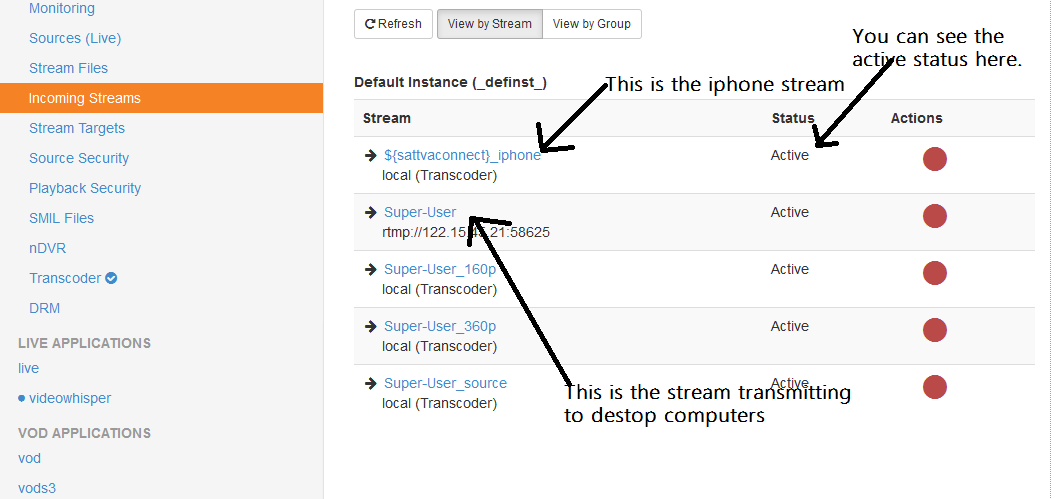 Monitoring
Sources (Live)
Stream Files
Incoming Streams
Stream Targets
Source Security
Playback Security
SMIL Files
nDVR
Transcoder
DRM
LIVE APPLICATIONS
live
videowhisper
VOD APPLICATIONS
vod
vods3
Refresh View by Stream View by Group
You can see the
active status here.
Default Instance (_definst_)
This is the iphone stream
Stream Status Actions
${sattvaconnect}_iphone Active
local (Transcoder)
Super-User Active
rtmp://122.15. .21:58625
Super-User_160p Active
local (Transcoder)
Super-User_360p Active
local (Transcoder)
Super-User_source Active
local (Transcoder)
This is the stream transmitting
to destop computers